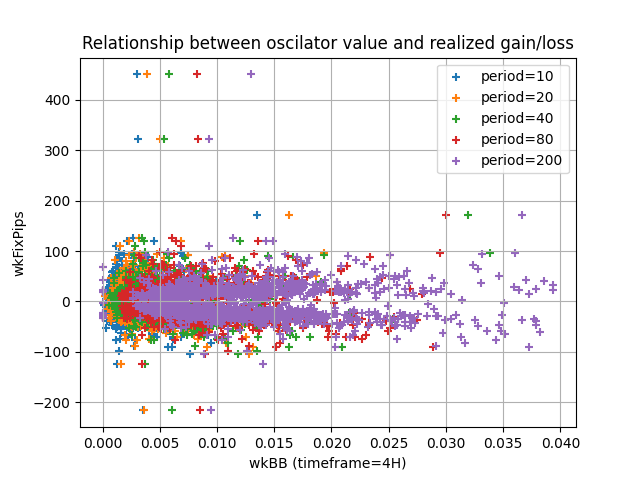 Relationship between oscilator value and realized gain/loss
period=10
period=20
period=40
period=80
period=200
wkFixPips
400
300
200
100
0
−100
−200
0.000 0.005 0.010 0.015 0.020 0.025 0.030 0.035 0.040
wkBB (timeframe=4H)